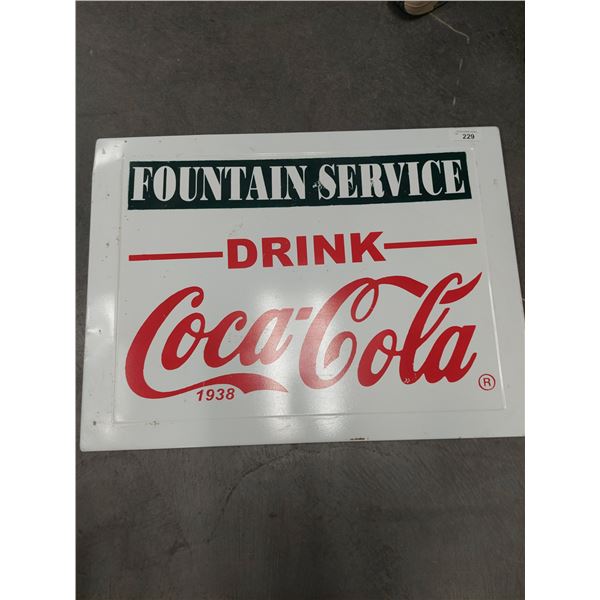 229
FOUNTAIN SERVICE
DRINK
Coca-Cola
1938
®